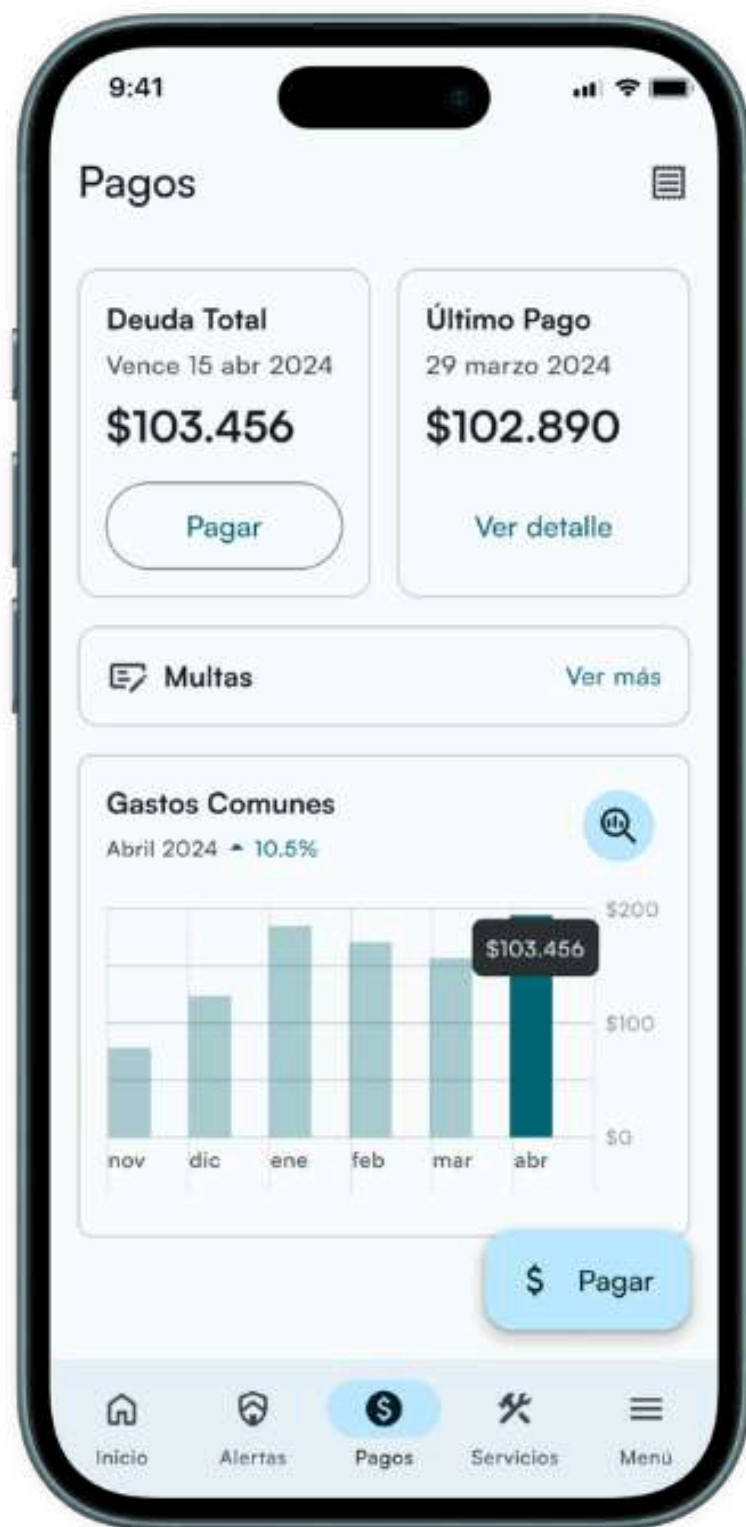 9:41
Pagos
Deuda Total
Vence 15 abr 2024
$103.456
Pagar
Último Pago
29 marzo 2024
$102.890
Ver detalle
Multas
Ver más
Gastos Comunes
Abril 2024 10.5%
$200
$103.456
$100
$0
nov dic ene feb mar abr
$ Pagar
Inicio Alertas Pagos Servicios Menú